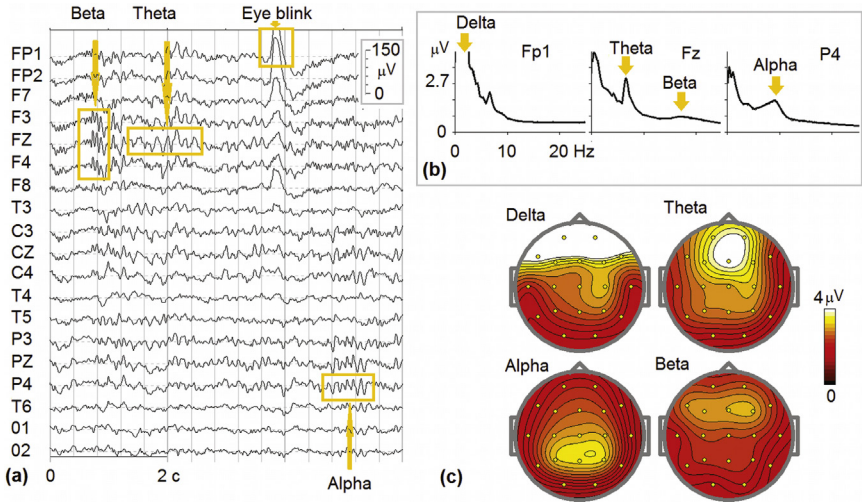 Beta Theta Eye blink
FP1
FP2
F7
F3
FZ
F4
F8
T3
C3
CZ
C4
T4
T5
P3
PZ
P4
T6
01
02
150
μV
0
0 2 c
Alpha
(a)
Delta
μV
2.7
0
Fp1
Theta
Fz
Beta
P4
Alpha
0 20 Hz
(b)
Delta Theta
4 μV
0
Alpha Beta
(c)